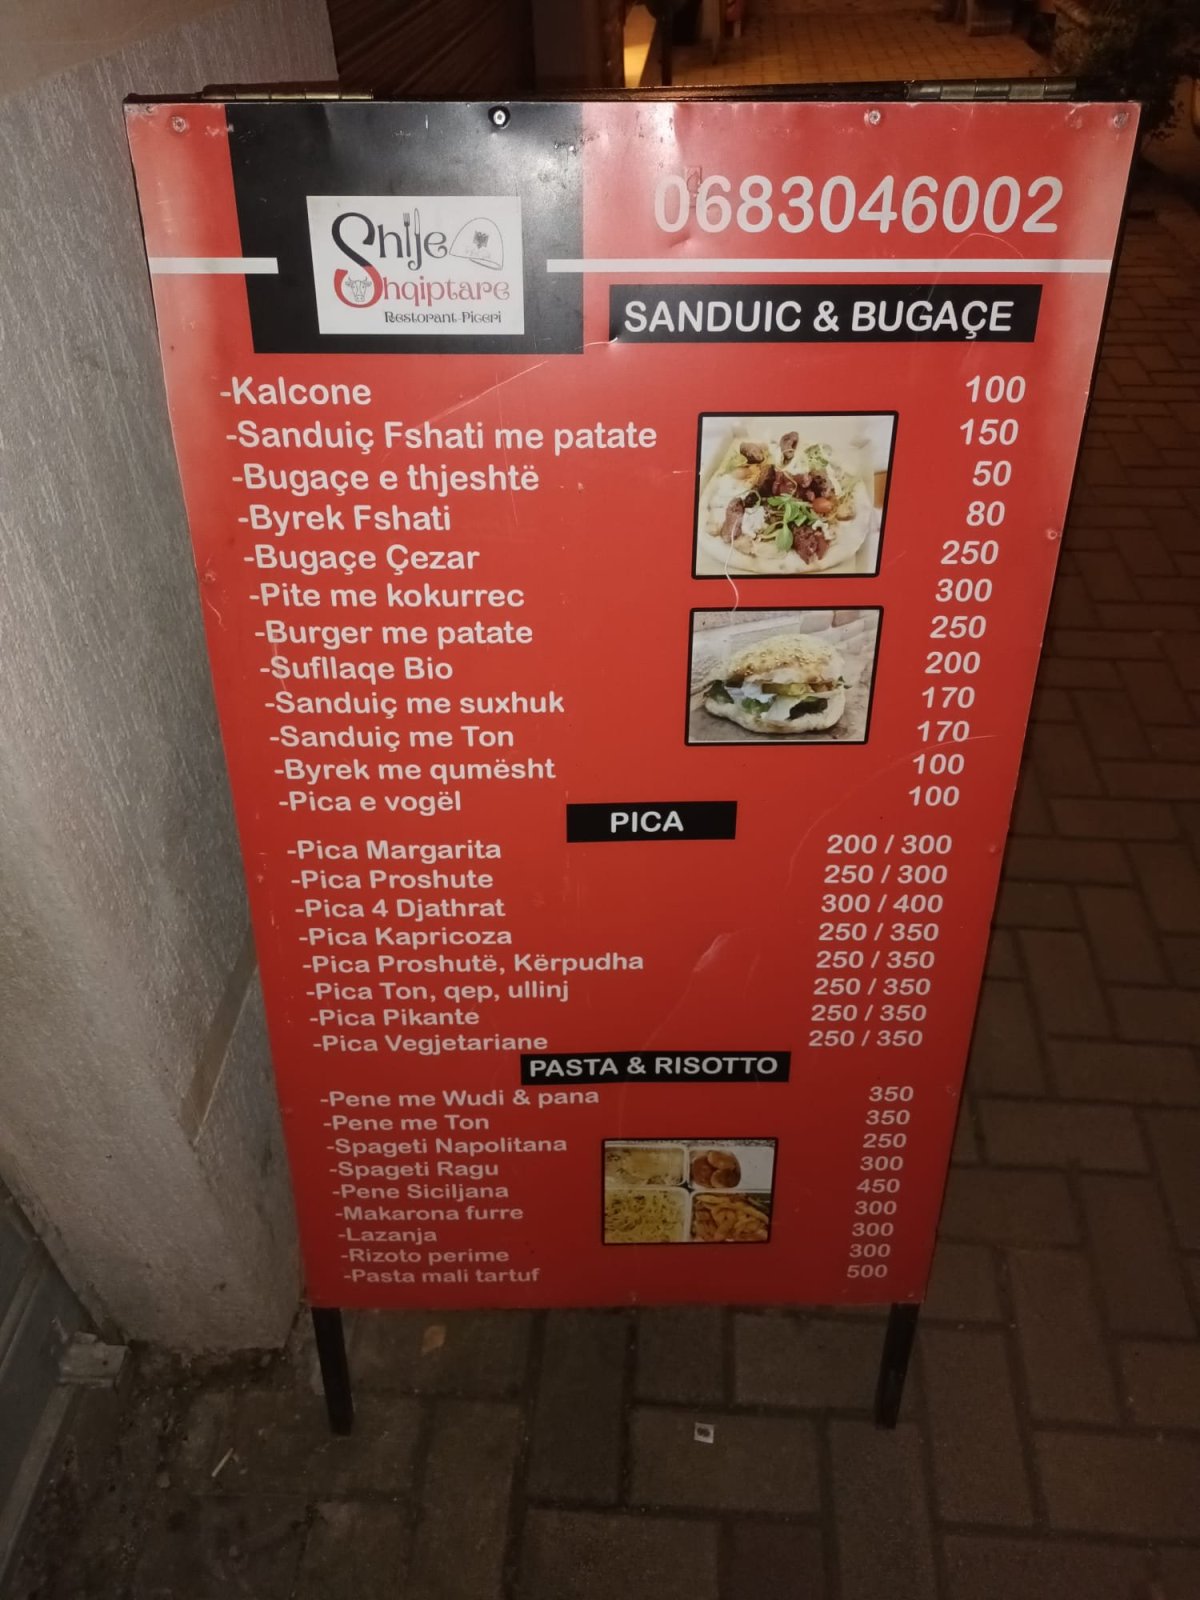 Shije
Shqiptare
Restorant-Piceri
0683046002
SANDUIC & BUGAÇE
-Kalcone 100
-Sanduiç Fshati me patate 150
-Bugaçe e thjeshtë 50
-Byrek Fshati 80
-Bugaçe Çezar 250
-Pite me kokurrec 300
-Burger me patate 250
-Sufllaqe Bio 200
-Sanduiç me suxhuk 170
-Sanduiç me Ton 170
-Byrek me qumësht 100
-Pica e vogël 100
PICA
-Pica Margarita 200 / 300
-Pica Proshute 250 / 300
-Pica 4 Djathrat 300 / 400
-Pica Kapricoza 250 / 350
-Pica Proshutë, Kërpudha 250 / 350
-Pica Ton, qep, ullinj 250 / 350
-Pica Pikante 250 / 350
-Pica Vegjetariane 250 / 350
PASTA & RISOTTO
-Pene me Wudi & pana 350
-Pene me Ton 350
-Spageti Napolitana 250
-Spageti Ragu 300
-Pene Siciljana 450
-Makarona furre 300
-Lazanja 300
-Rizoto perime 300
-Pasta mali tartuf 500